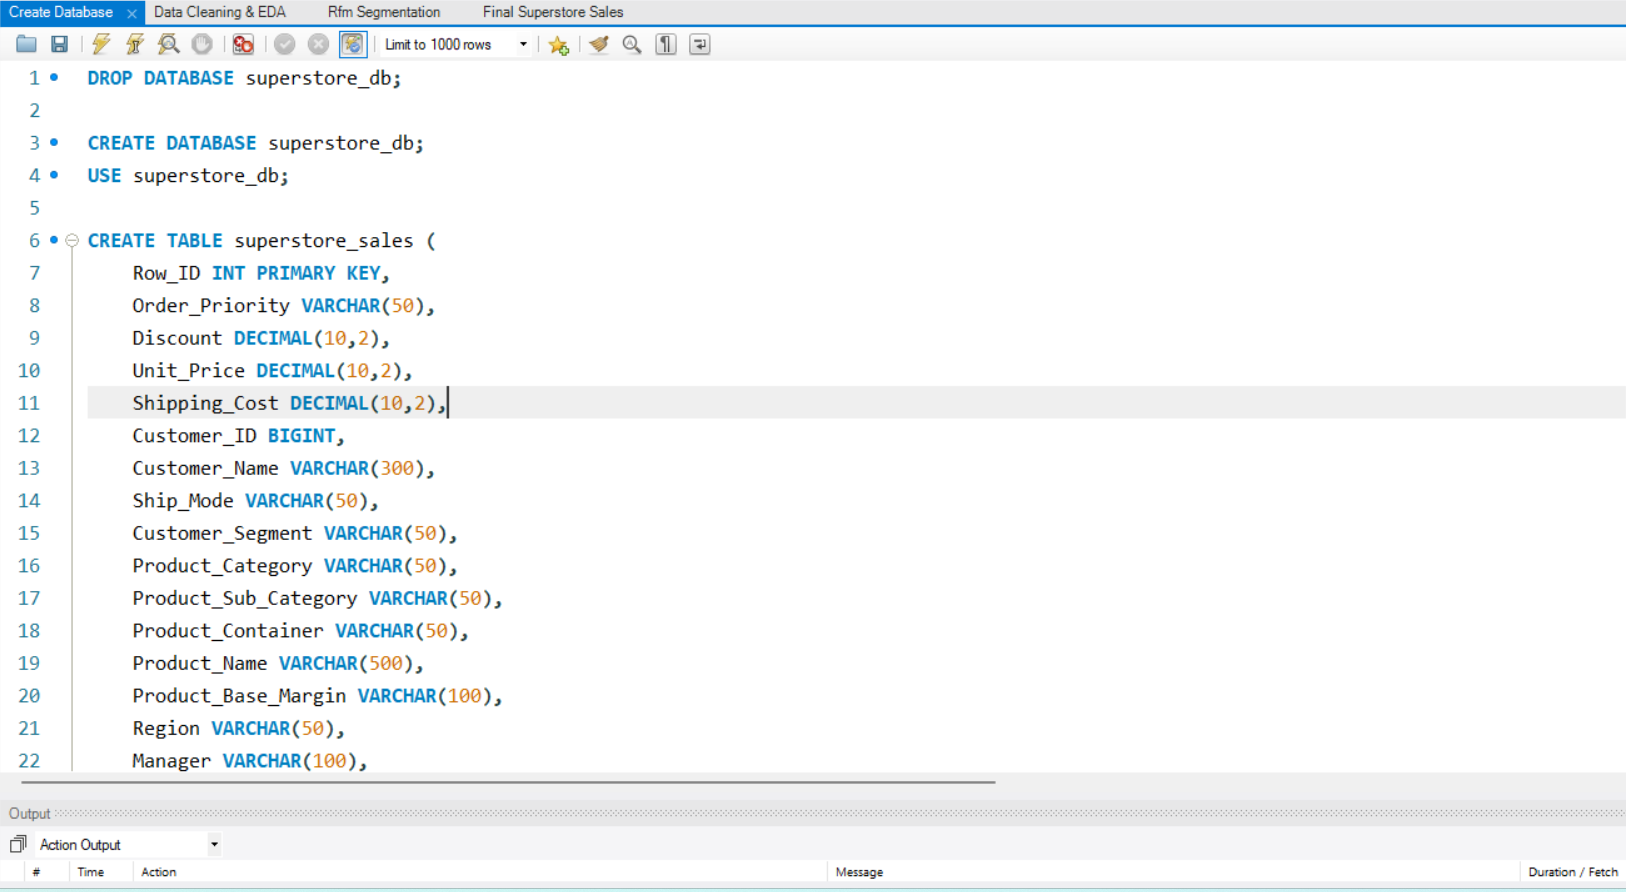 Create Database × Data Cleaning & EDA Rfm Segmentation Final Superstore Sales
Limit to 1000 rows
1 DROP DATABASE superstore_db;
2
3 CREATE DATABASE superstore_db;
4 USE superstore_db;
5
6 CREATE TABLE superstore_sales (
7 Row_ID INT PRIMARY KEY,
8 Order_Priority VARCHAR(50),
9 Discount DECIMAL(10,2),
10 Unit_Price DECIMAL(10,2),
11 Shipping_Cost DECIMAL(10,2),
12 Customer_ID BIGINT,
13 Customer_Name VARCHAR(300),
14 Ship_Mode VARCHAR(50),
15 Customer_Segment VARCHAR(50),
16 Product_Category VARCHAR(50),
17 Product_Sub_Category VARCHAR(50),
18 Product_Container VARCHAR(50),
19 Product_Name VARCHAR(500),
20 Product_Base_Margin VARCHAR(100),
21 Region VARCHAR(50),
22 Manager VARCHAR(100),
Output
Action Output
# Time Action Message Duration / Fetch